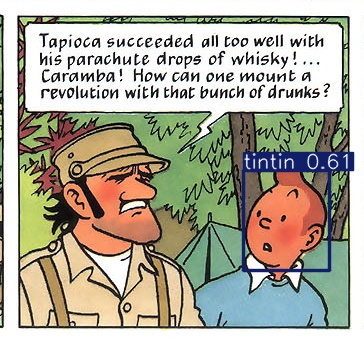 Tapioca succeeded all too well with
his parachute drops of whisky!...
Caramba! How can one mount a
revolution with that bunch of drunks?
tintin 0.61